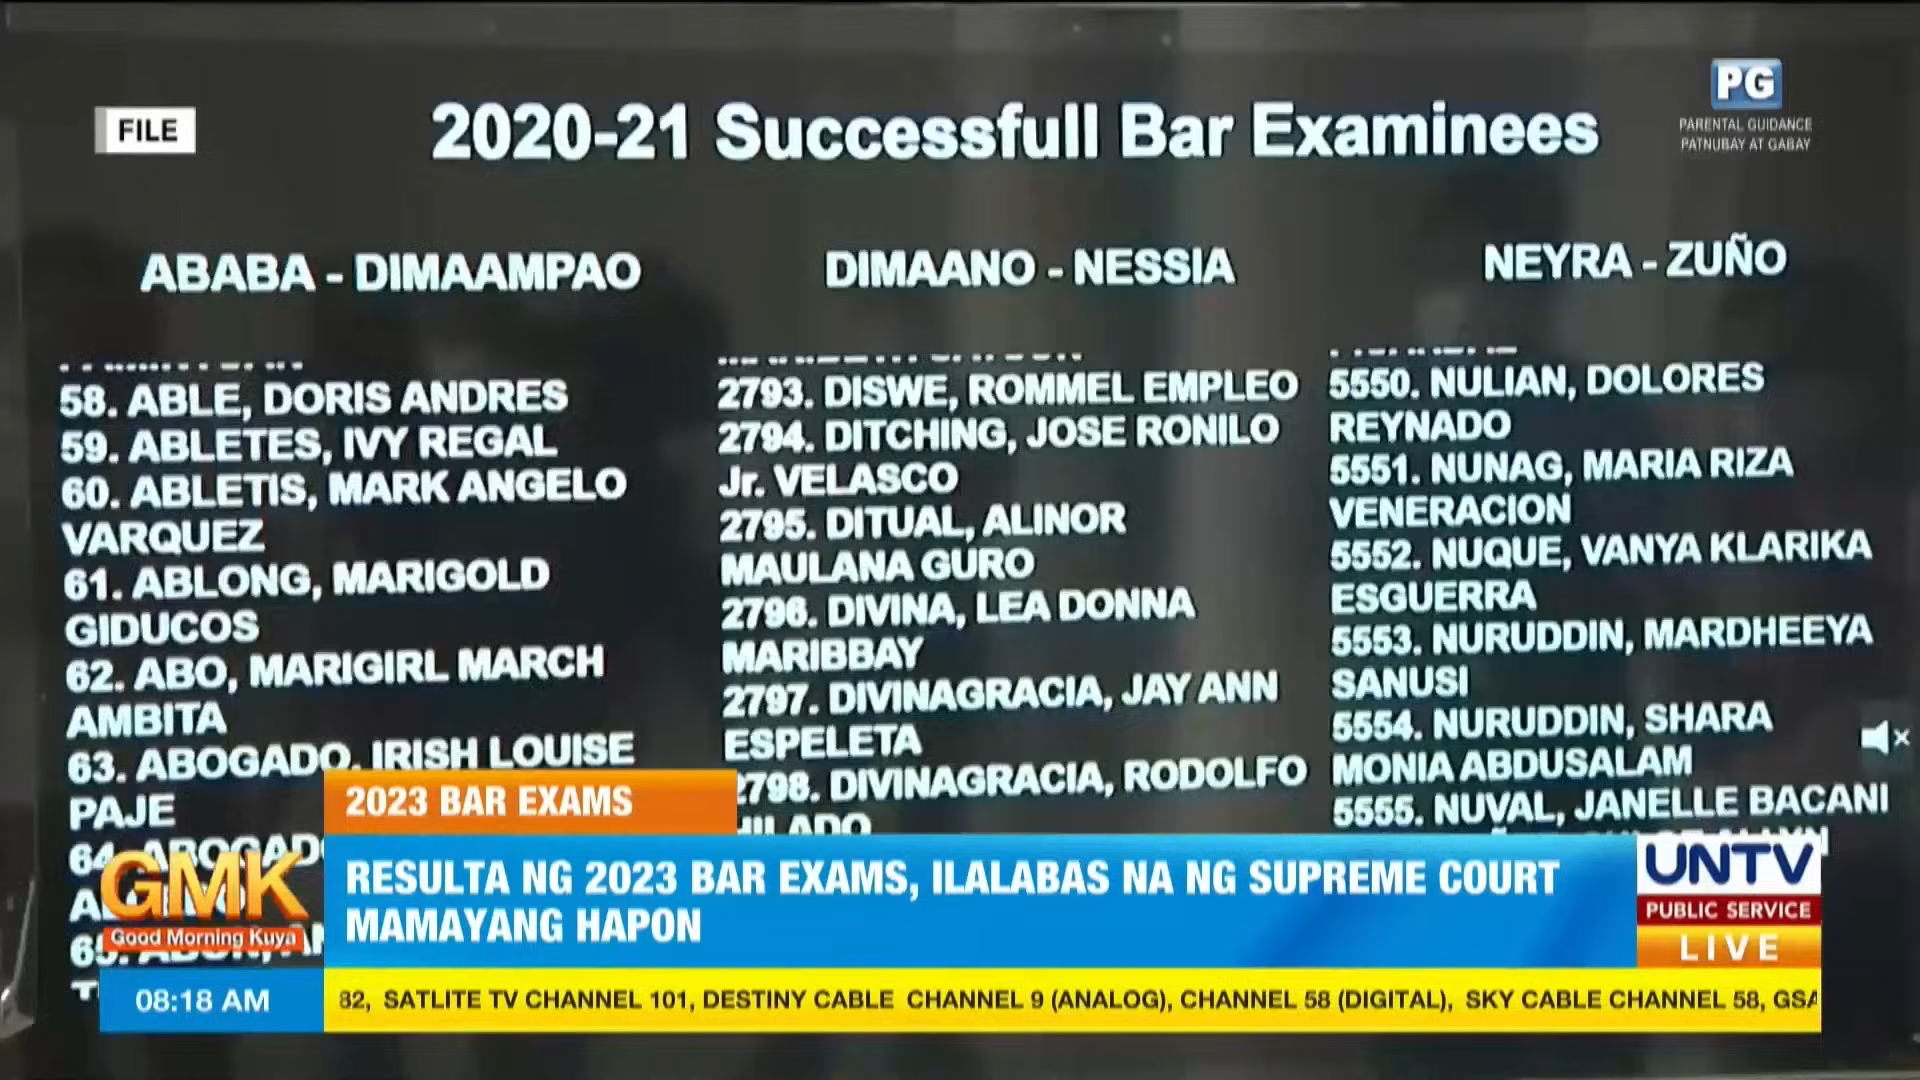 FILE
2020-21 Successfull Bar Examinees
PG
PARENTAL GUIDANCE
PATNUBAY AT GABAY
ABABA - DIMAAMPAO
58. ABLE, DORIS ANDRES
59. ABLETES, IVY REGAL
60. ABLETIS, MARK ANGELO
VARQUEZ
61. ABLONG, MARIGOLD
GIDUCOS
62. ABO, MARIGIRL MARCH
AMBITA
63. ABOGADO, IRISH LOUISE
PAJE
64. ABOGADO
DIMAANO - NESSIA
2793. DISWE, ROMMEL EMPLEO
2794. DITCHING, JOSE RONILO
Jr. VELASCO
2795. DITUAL, ALINOR
MAULANA GURO
2796. DIVINA, LEA DONNA
MARIBBAY
2797. DIVINAGRACIA, JAY ANN
ESPELETA
2798. DIVINAGRACIA, RODOLFO
NEYRA - ZUÑO
5550. NULIAN, DOLORES
REYNADO
5551. NUNAG, MARIA RIZA
VENERACION
5552. NUQUE, VANYA KLARIKA
ESGUERRA
5553. NURUDDIN, MARDHEEYA
SANUSI
5554. NURUDDIN, SHARA
MONIA ABDUSALAM
5555. NUVAL, JANELLE BACANI
2023 BAR EXAMS
RESULTA NG 2023 BAR EXAMS, ILALABAS NA NG SUPREME COURT
MAMAYANG HAPON
GMK
Good Morning Kuya
UNTV
PUBLIC SERVICE
LIVE
08:18 AM
82, SATLITE TV CHANNEL 101, DESTINY CABLE CHANNEL 9 (ANALOG), CHANNEL 58 (DIGITAL), SKY CABLE CHANNEL 58, GSA